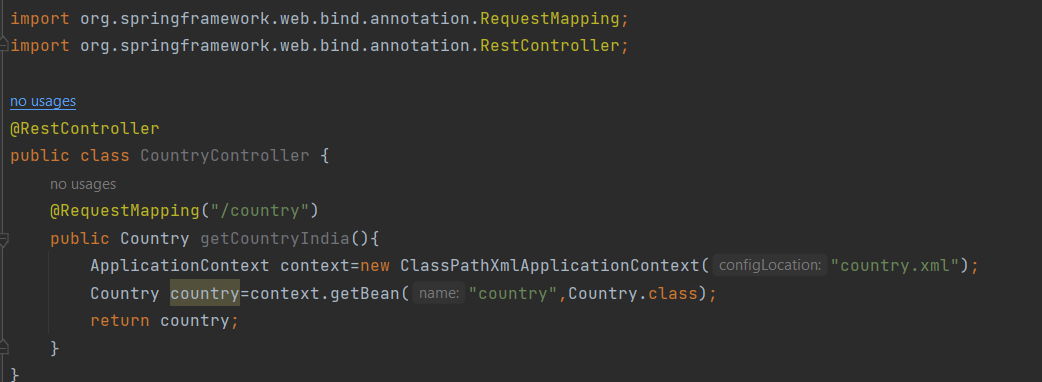 import org.springframework.web.bind.annotation.RequestMapping;
import org.springframework.web.bind.annotation.RestController;
no usages
@RestController
public class CountryController {
no usages
@RequestMapping("/country")
public Country getCountryIndia(){
ApplicationContext context=new ClassPathXmlApplicationContext( configLocation: "country.xml");
Country country=context.getBean( name: "country",Country.class);
return country;
}
}